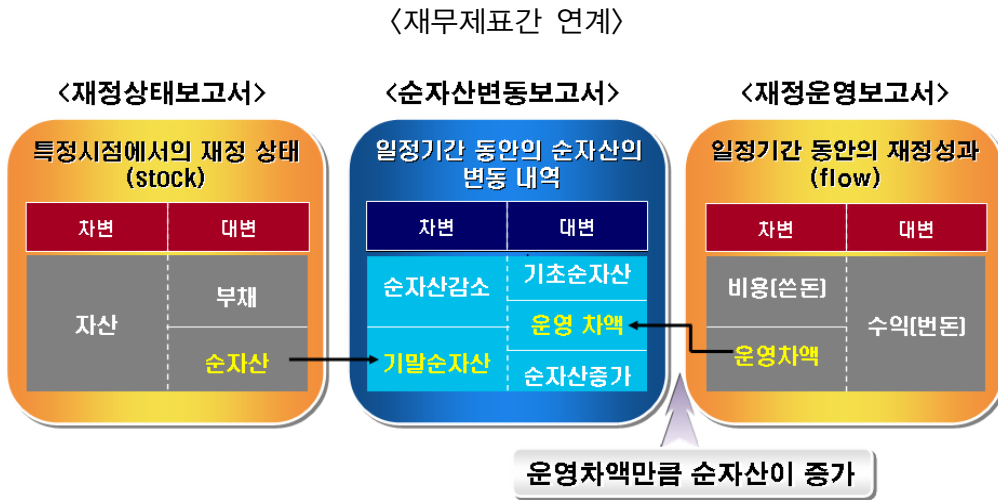 〈재무제표간 연계〉
〈재정상태보고서〉
특정시점에서의 재정 상태
(stock)
차변 대변
자산
부채
순자산
〈순자산변동보고서〉
일정기간 동안의 순자산의
변동 내역
차변 대변
순자산감소
기말순자산
기초순자산
운영 차액
순자산증가
〈재정운영보고서〉
일정기간 동안의 재정성과
(flow)
차변 대변
비용(쓴돈)
운영차액
수익(번돈)
운영차액만큼 순자산이 증가